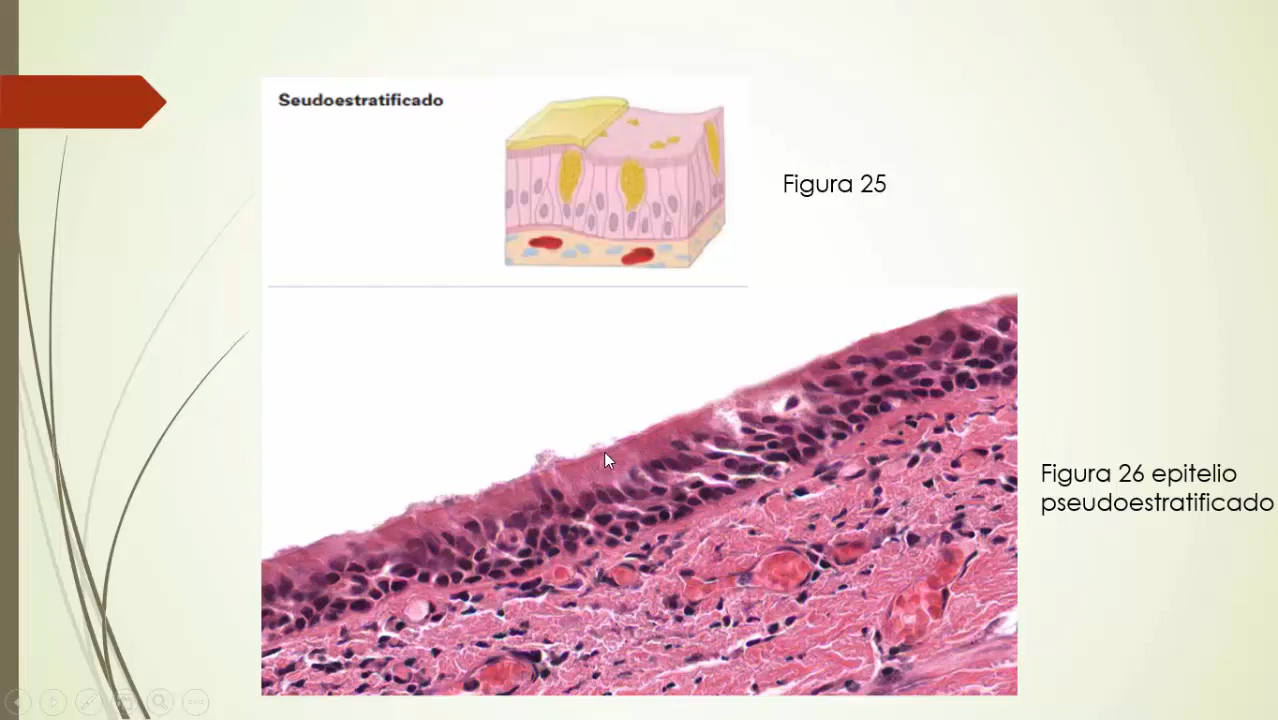 Seudoestratificado
Figura 25
Figura 26 epitelio
pseudoestratificado